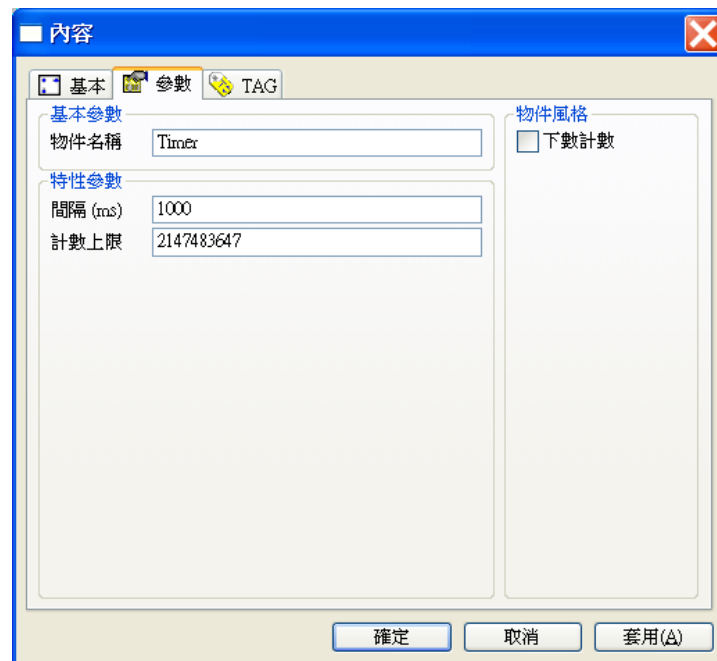 內容
基本 參數 TAG
基本參數
物件名稱 Timer
特性參數
間隔 (ms) 1000
計數上限 2147483647
物件風格
下數計數
確定 取消 套用(A)